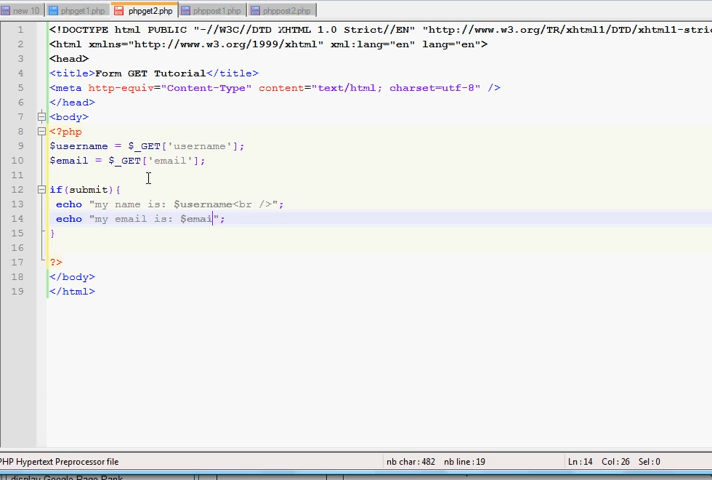 new 10 phpget1.php phpget2.php phppost1.php phppost2.php
1 <!DOCTYPE html PUBLIC "-//W3C//DTD XHTML 1.0 Strict//EN" "http://www.w3.org/TR/xhtml1/DTD/xhtml1-stric
2 <html xmlns="http://www.w3.org/1999/xhtml" xml:lang="en" lang="en">
3 <head>
4 <title>Form GET Tutorial</title>
5 <meta http-equiv="Content-Type" content="text/html; charset=utf-8" />
6 </head>
7 <body>
8 <?php
9 $username = $_GET['username'];
10 $email = $_GET['email'];
11
12 if(submit){
13 echo "my name is: $username<br />";
14 echo "my email is: $emai";
15 }
16
17 ?>
18 </body>
19 </html>
PHP Hypertext Preprocessor file nb char : 482 nb line : 19 Ln : 14 Col : 26 Sel : 0
display Google Page Rank